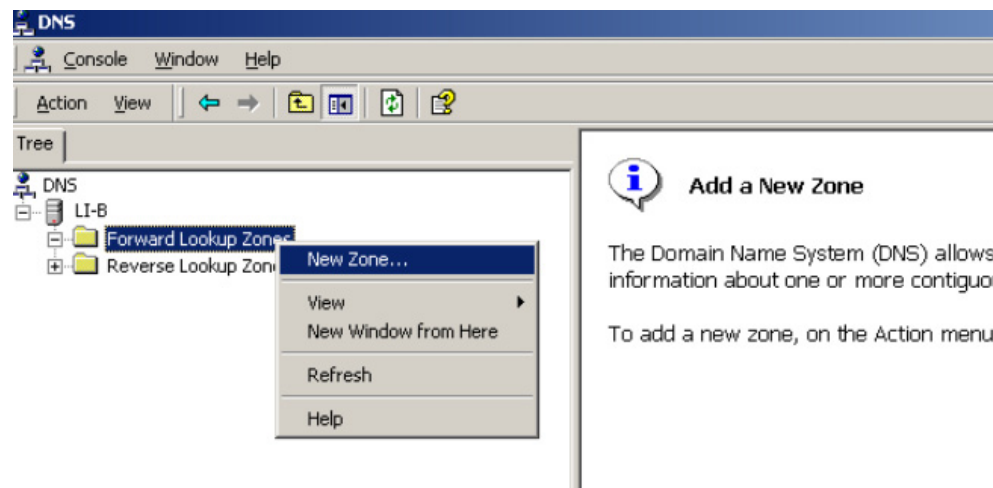 DNS
Console Window Help
Action View
Tree
DNS
LI-B
Forward Lookup Zones
Reverse Lookup Zon
New Zone...
View
New Window from Here
Refresh
Help
Add a New Zone
The Domain Name System (DNS) allows
information about one or more contiguo
To add a new zone, on the Action menu